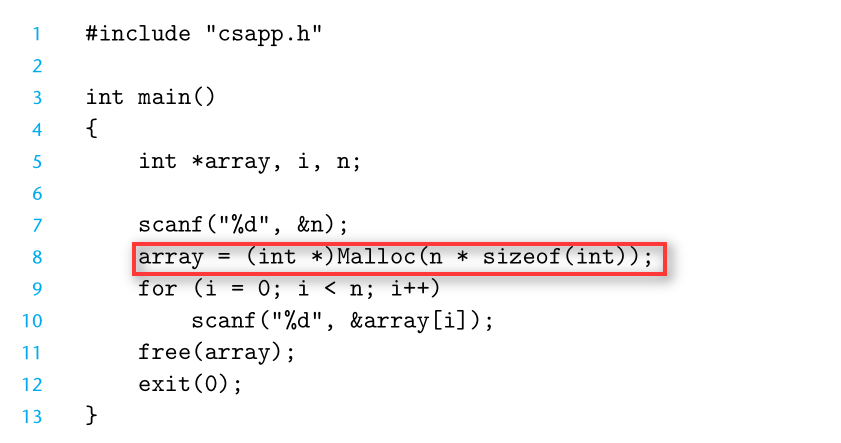 1 #include "csapp.h"
2
3 int main()
4 {
5     int *array, i, n;
6
7     scanf("%d", &n);
8     array = (int *)Malloc(n * sizeof(int));
9     for (i = 0; i < n; i++)
10         scanf("%d", &array[i]);
11     free(array);
12     exit(0);
13 }